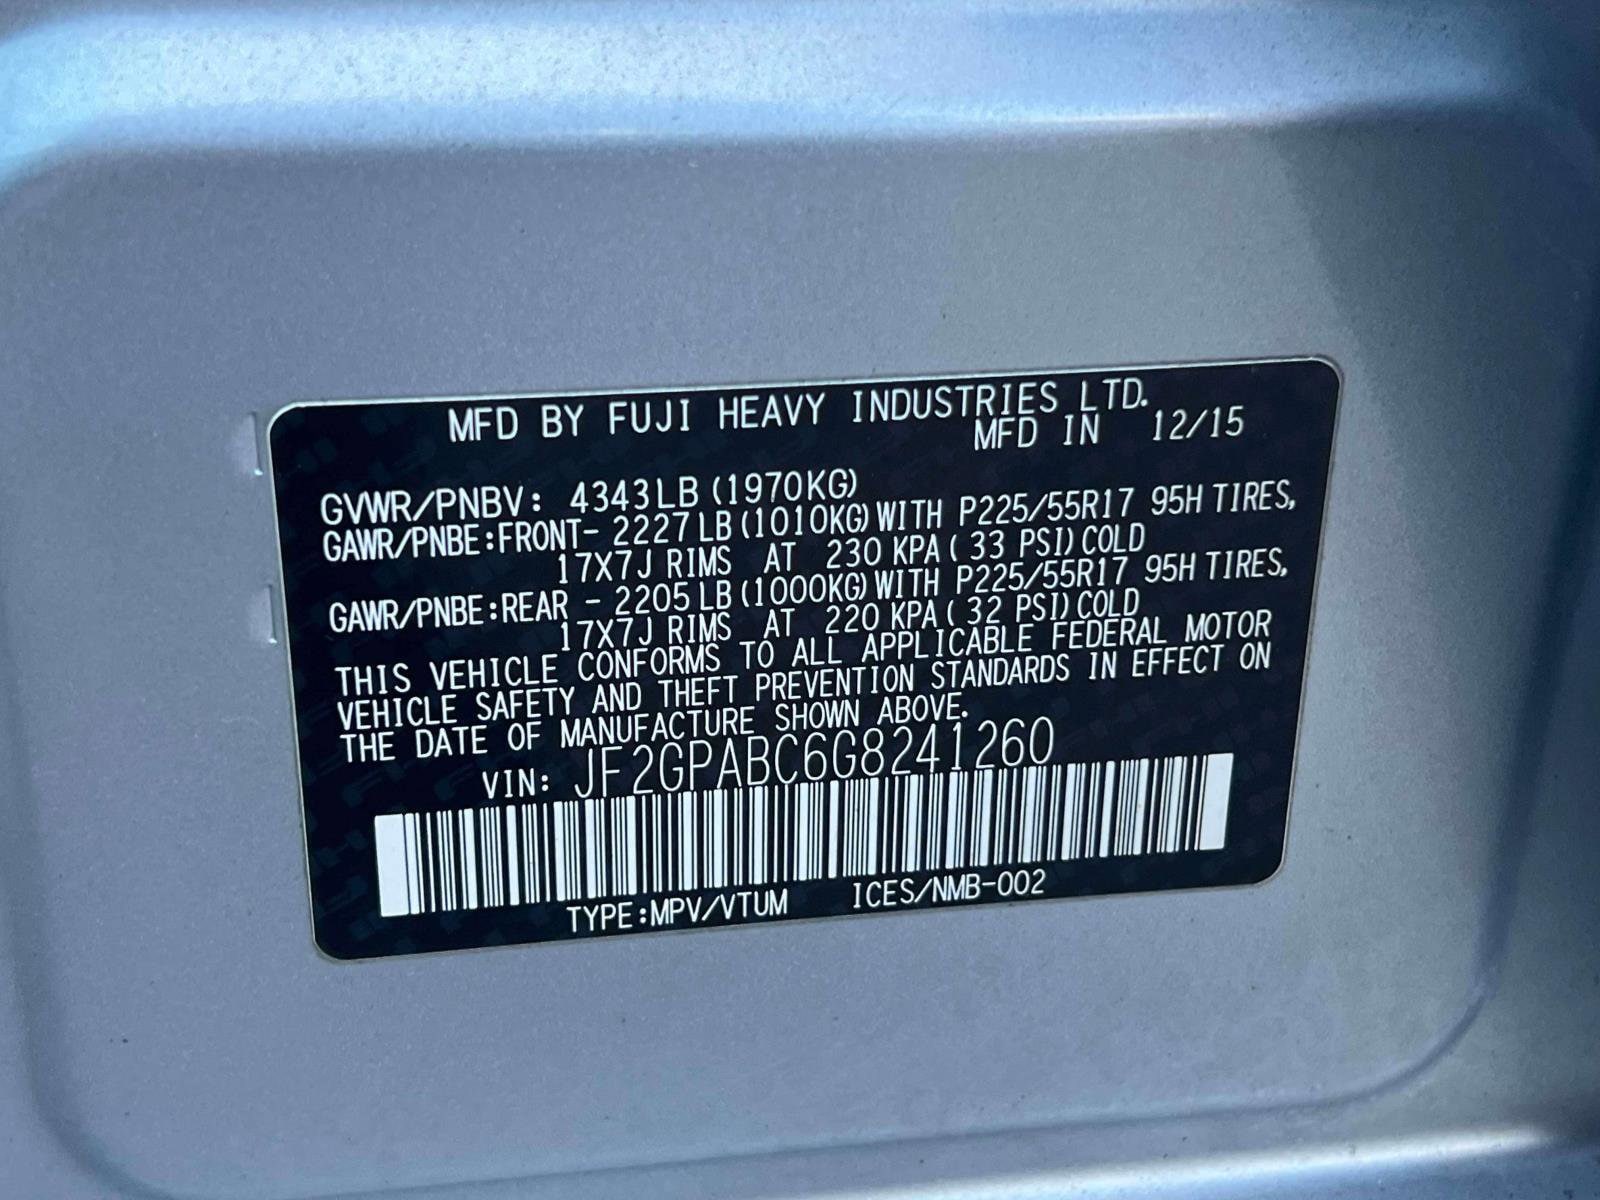 MFD BY FUJI HEAVY INDUSTRIES LTD.
MFD IN 12/15
GVWR/PNBV: 4343LB (1970KG)
GAWR/PNBE:FRONT- 2227LB (1010KG) WITH P225/55R17 95H TIRES,
17X7J RIMS AT 230 KPA ( 33 PSI) COLD
GAWR/PNBE:REAR - 2205LB (1000KG) WITH P225/55R17 95H TIRES,
17X7J RIMS AT 220 KPA ( 32 PSI) COLD
THIS VEHICLE CONFORMS TO ALL APPLICABLE FEDERAL MOTOR
VEHICLE SAFETY AND THEFT PREVENTION STANDARDS IN EFFECT ON
THE DATE OF MANUFACTURE SHOWN ABOVE.
VIN: JF2GPABC6G8241260
TYPE:MPV/VTUM ICES/NMB-002